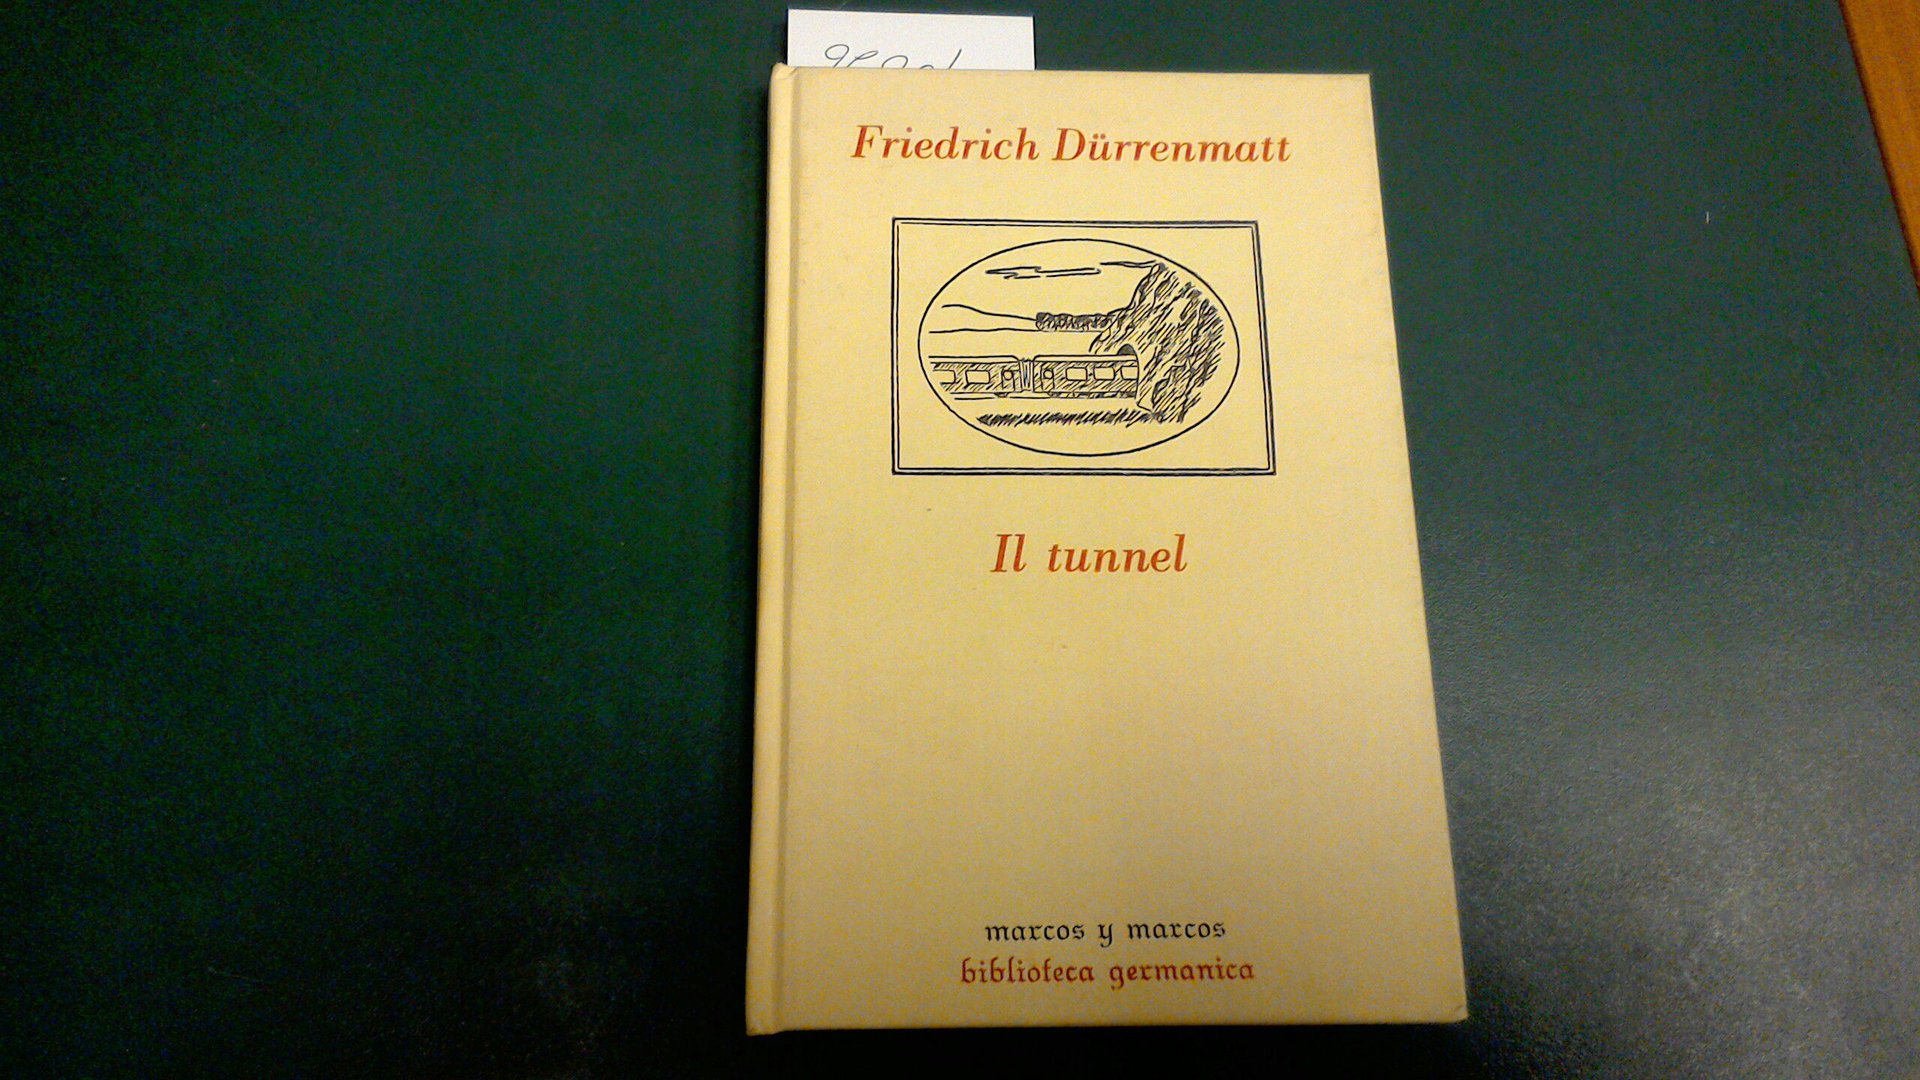 Friedrich Dürrenmatt
Il tunnel
marcos y marcos
biblioteca germanica